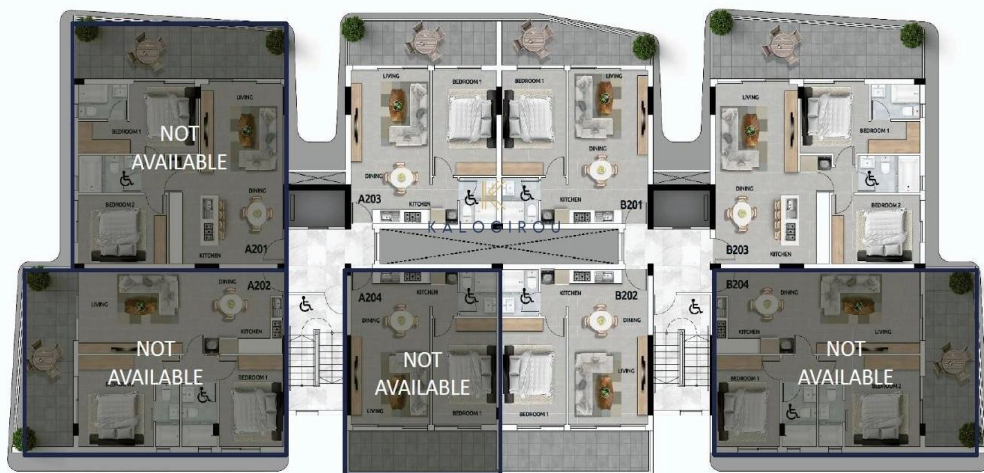 LIVING
BEDROOM 1
NOT
AVAILABLE
DINING
BEDROOM 2
KITCHEN
A201
LIVING
BEDROOM 1
DINING
A203
KITCHEN
BEDROOM 1
LIVING
DINING
KITCHEN
B201
LIVING
BEDROOM 1
DINING
B203
KITCHEN
BEDROOM 2
KALOGIROU
A202
DINING
LIVING
KITCHEN
NOT
AVAILABLE
BEDROOM 1
A204
KITCHEN
DINING
NOT
AVAILABLE
LIVING
BEDROOM 1
KITCHEN
B202
DINING
LIVING
BEDROOM 1
B204
DINING
KITCHEN
LIVING
NOT
AVAILABLE
BEDROOM 1
BEDROOM 2